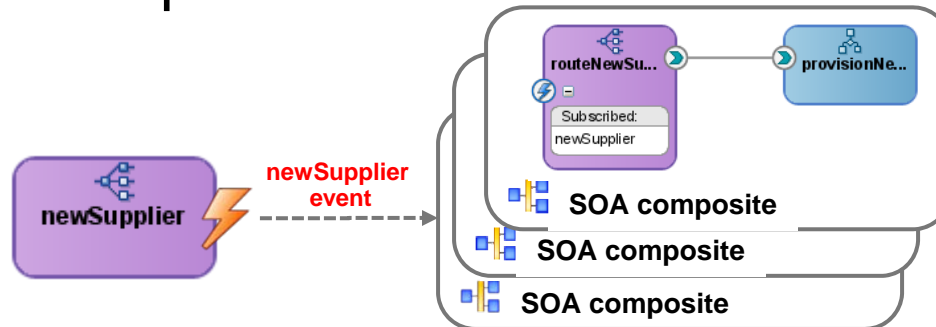 routeNewSu...
provisionNe...
Subscribed:
newSupplier
newSupplier
event
newSupplier
SOA composite
SOA composite
SOA composite